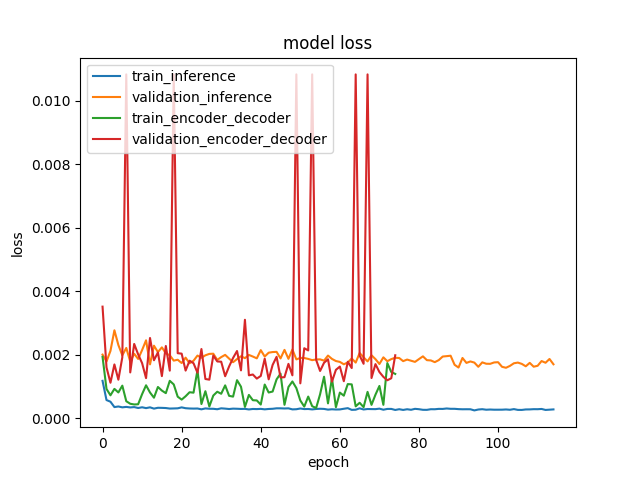 model loss
train_inference
validation_inference
train_encoder_decoder
validation_encoder_decoder
0.010
0.008
0.006
0.004
0.002
0.000
loss
0 20 40 60 80 100
epoch